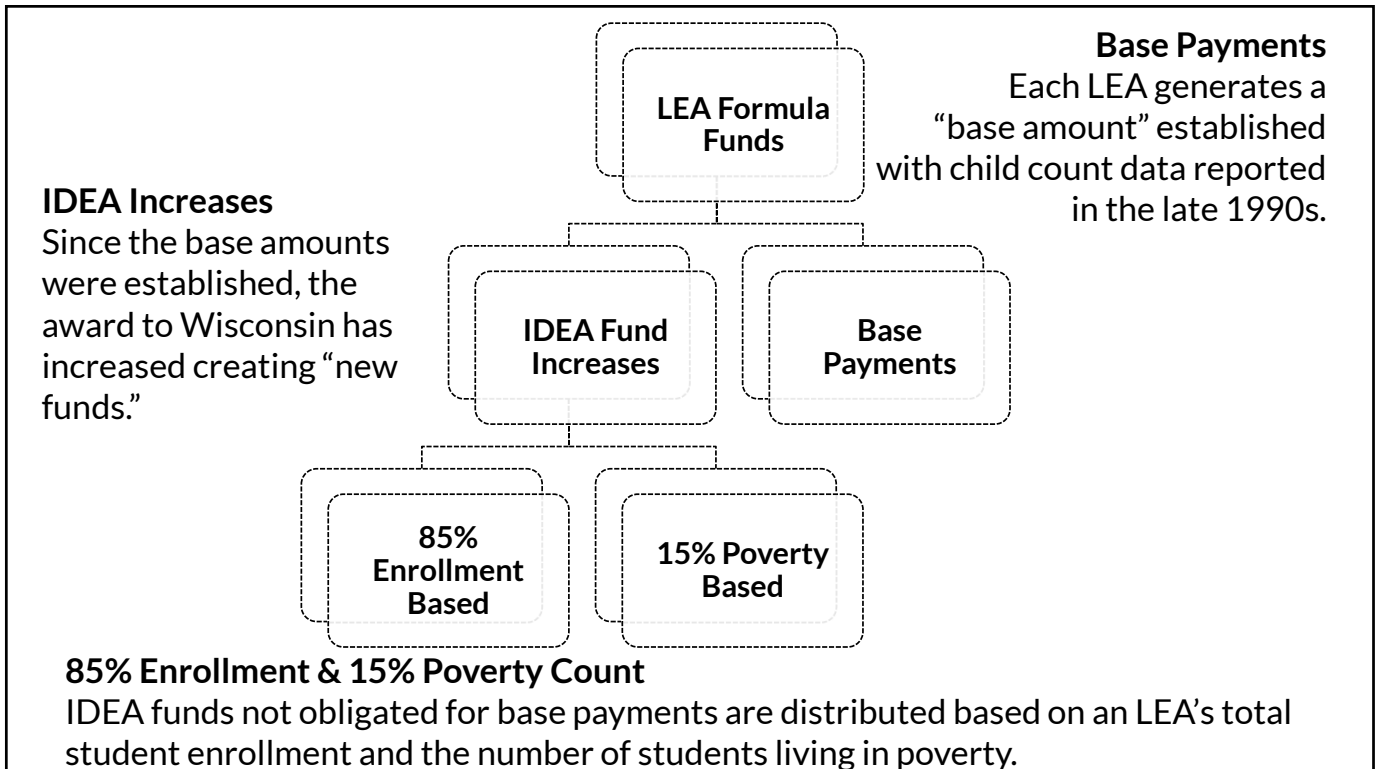 Base Payments
Each LEA generates a
“base amount” established
with child count data reported
in the late 1990s.
LEA Formula
Funds
IDEA Increases
Since the base amounts
were established, the
award to Wisconsin has
increased creating “new
funds.”
IDEA Fund
Increases
Base
Payments
85%
Enrollment
Based
15% Poverty
Based
85% Enrollment & 15% Poverty Count
IDEA funds not obligated for base payments are distributed based on an LEA’s total
student enrollment and the number of students living in poverty.